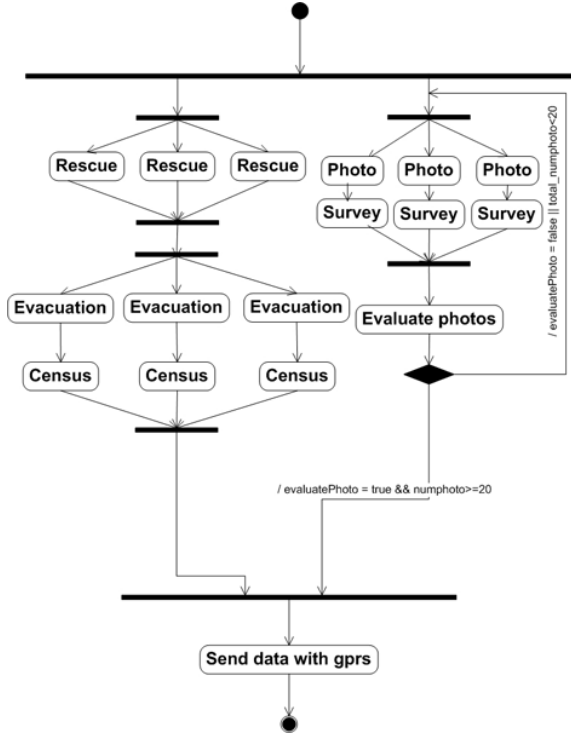 Rescue Rescue Rescue
Photo Photo Photo
Survey Survey Survey
/ evaluatePhoto = false || total_numphoto<20
Evacuation Evacuation Evacuation
Evaluate photos
Census Census Census
/ evaluatePhoto = true && numphoto>=20
Send data with gprs